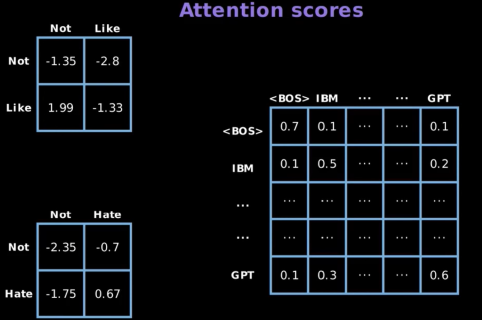 Attention scores
Not Like
Not -1.35 -2.8
Like 1.99 -1.33
<BOS> IBM ... ... GPT
<BOS> 0.7 0.1 ... ... 0.1
IBM 0.1 0.5 ... ... 0.2
... ... ... ... ... ...
... ... ... ... ... ...
GPT 0.1 0.3 ... ... 0.6
Not Hate
Not -2.35 -0.7
Hate -1.75 0.67